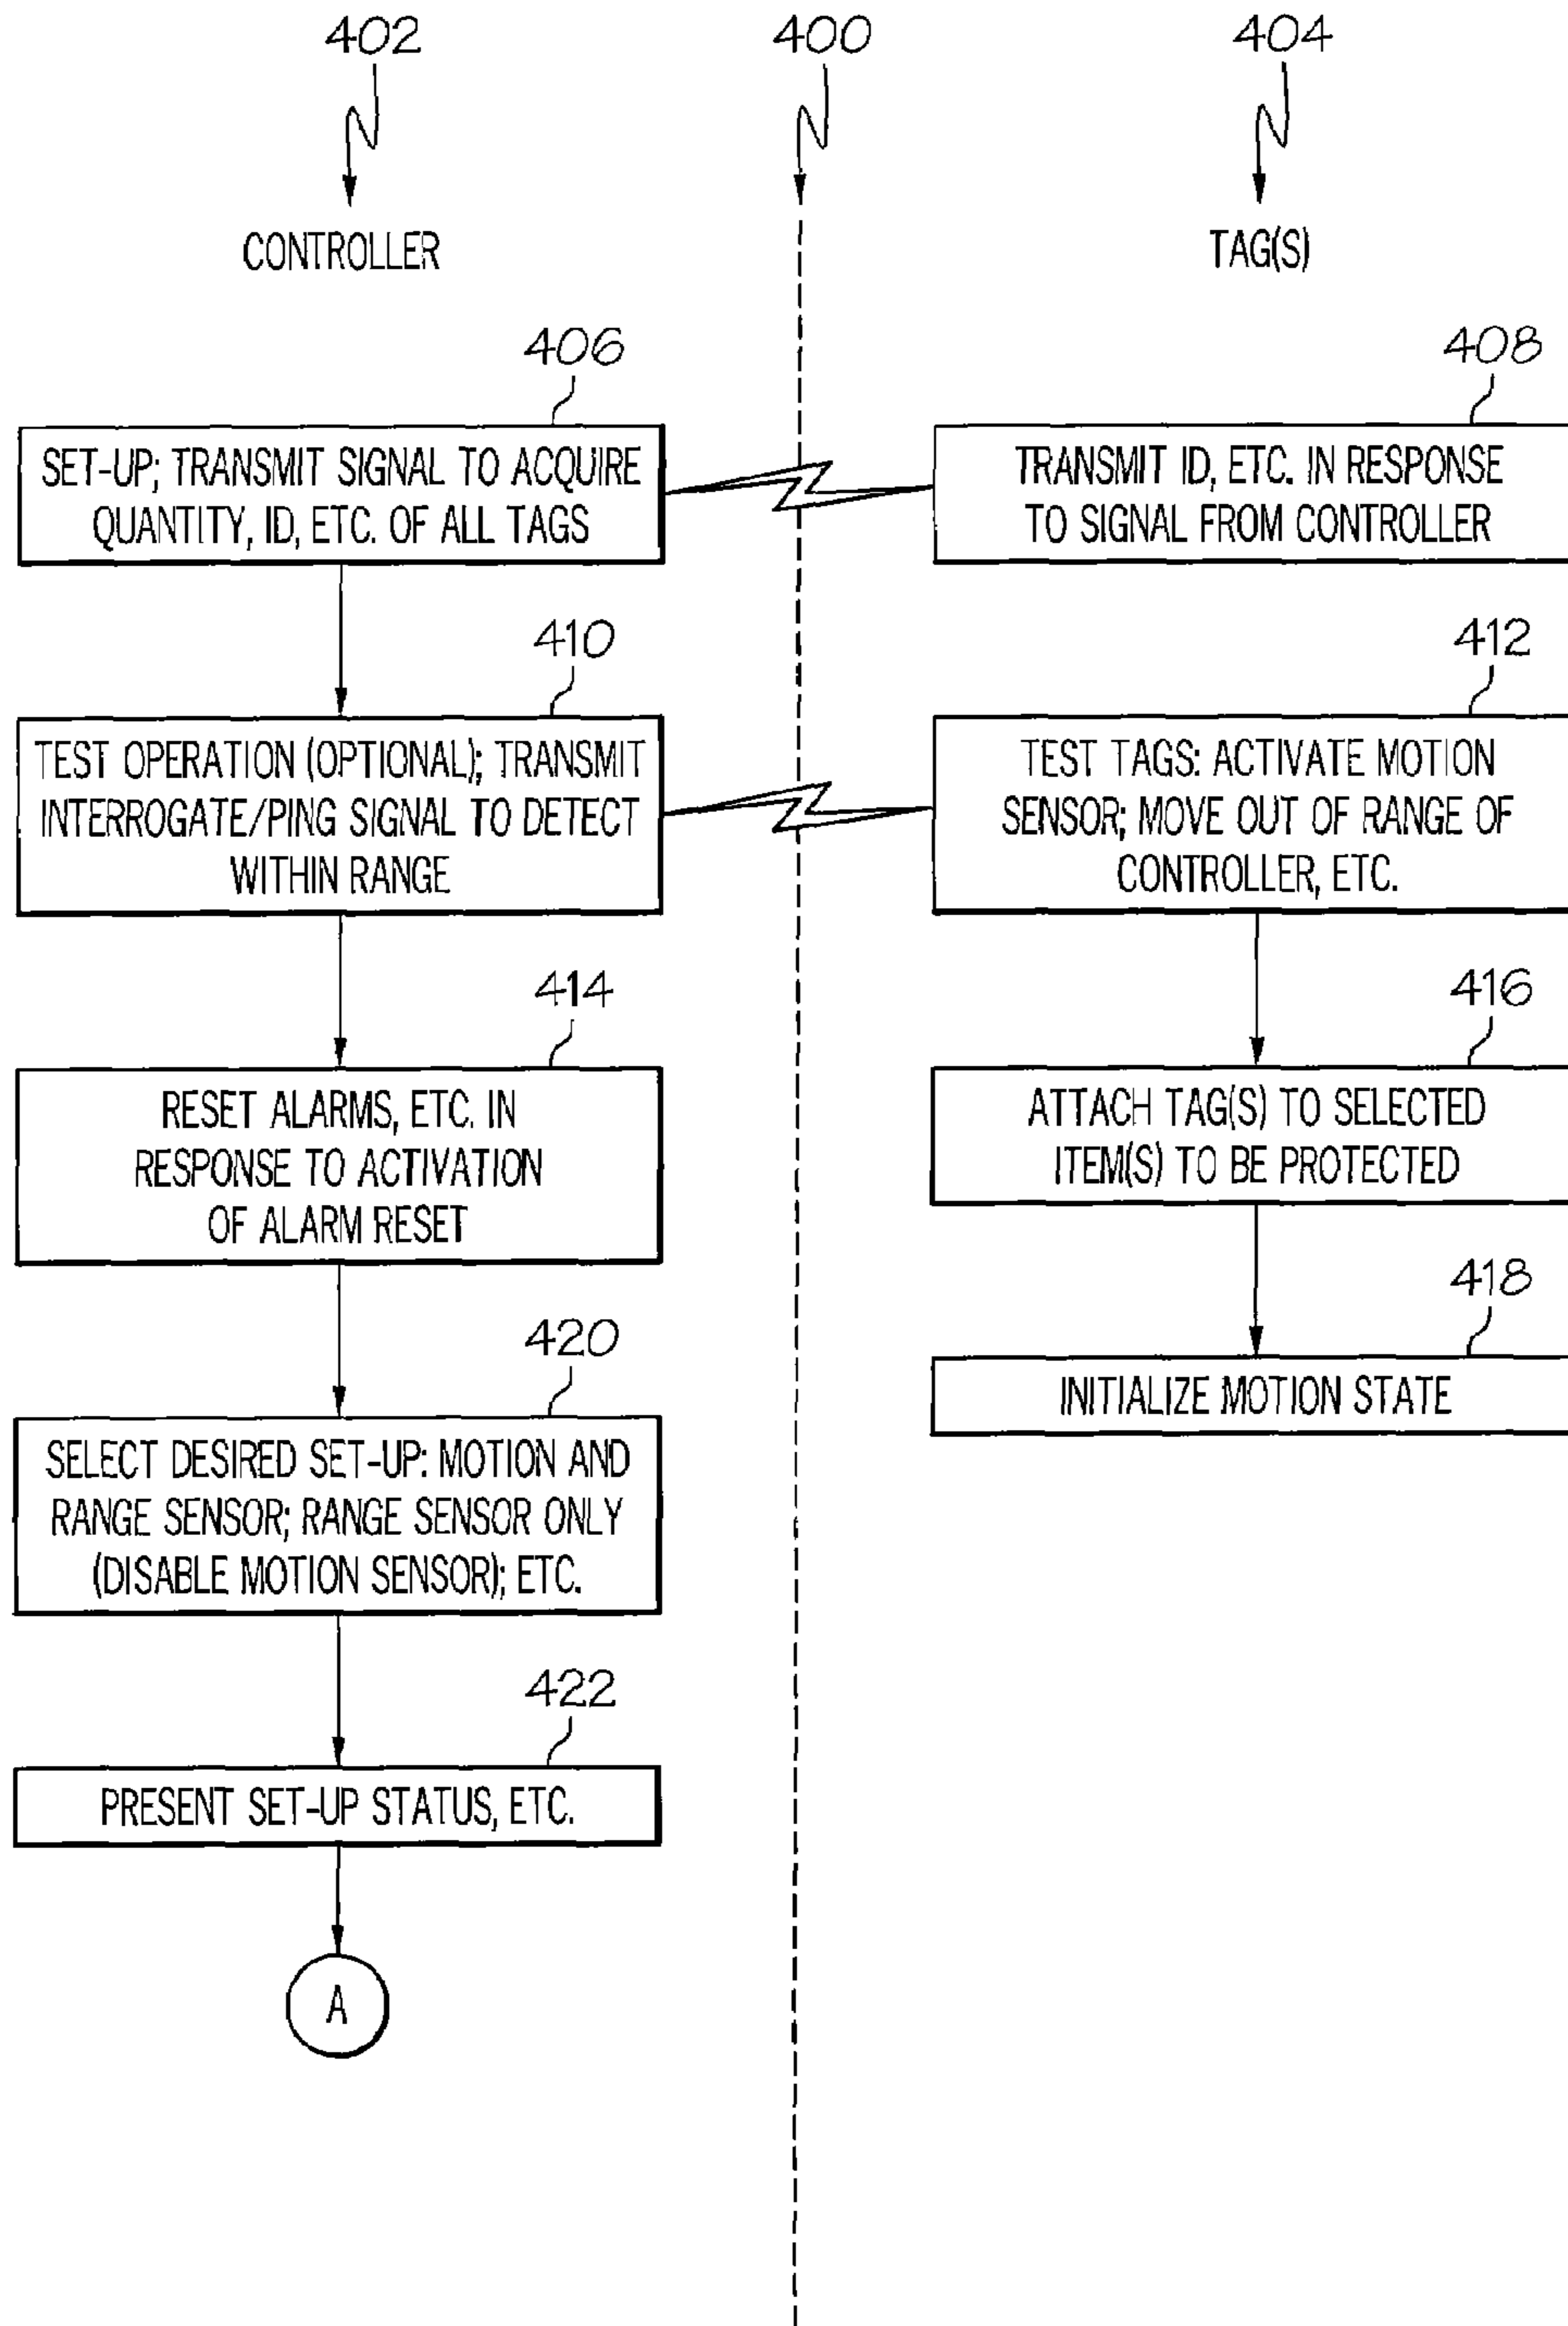 402
400
404
CONTROLLER
TAG(S)
406
408
SET-UP; TRANSMIT SIGNAL TO ACQUIRE
QUANTITY, ID, ETC. OF ALL TAGS
TRANSMIT ID, ETC. IN RESPONSE
TO SIGNAL FROM CONTROLLER
410
412
TEST OPERATION (OPTIONAL); TRANSMIT
INTERROGATE/PING SIGNAL TO DETECT
WITHIN RANGE
TEST TAGS: ACTIVATE MOTION
SENSOR; MOVE OUT OF RANGE OF
CONTROLLER, ETC.
414
416
RESET ALARMS, ETC. IN
RESPONSE TO ACTIVATION
OF ALARM RESET
ATTACH TAG(S) TO SELECTED
ITEM(S) TO BE PROTECTED
418
INITIALIZE MOTION STATE
420
SELECT DESIRED SET-UP: MOTION AND
RANGE SENSOR; RANGE SENSOR ONLY
(DISABLE MOTION SENSOR); ETC.
422
PRESENT SET-UP STATUS, ETC.
A